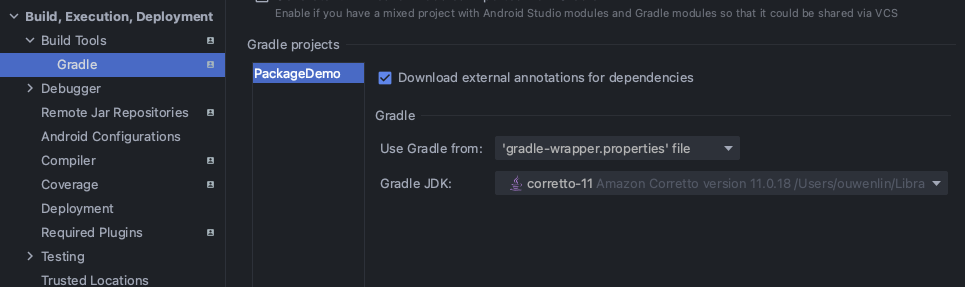 Build, Execution, Deployment
Build Tools
Gradle
Debugger
Remote Jar Repositories
Android Configurations
Compiler
Coverage
Deployment
Required Plugins
Testing
Trusted Locations
Enable if you have a mixed project with Android Studio modules and Gradle modules so that it could be shared via VCS
Gradle projects
PackageDemo
Download external annotations for dependencies
Gradle
Use Gradle from: 'gradle-wrapper.properties' file
Gradle JDK: corretto-11 Amazon Corretto version 11.0.18 /Users/ouwenlin/Libra